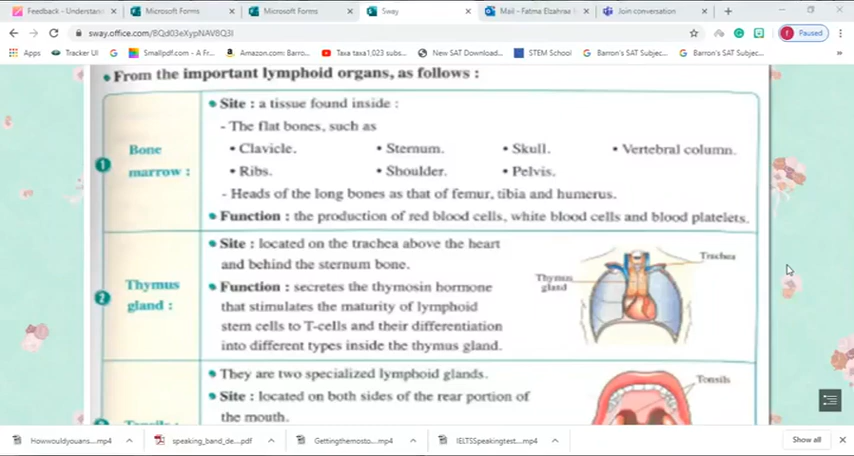 Feedback - Understan
Microsoft Forms
Microsoft Forms
Sway
Mail – Fatma Elzahraa
Join conversation
sway.office.com/8Qd03eXypNAV8Q3I
Paused
Apps
Tracker UI
Smallpdf.com - A Fr...
Amazon.com: Barro...
Taxa taxa1,023 subs...
New SAT Download...
STEM School
Barron's SAT Subjec...
Barron's SAT Subjec...
• From the important lymphoid organs, as follows :
1
Bone
marrow :
• Site : a tissue found inside :
- The flat bones, such as
• Clavicle. • Sternum. • Skull. • Vertebral column.
• Ribs. • Shoulder. • Pelvis.
- Heads of the long bones as that of femur, tibia and humerus.
• Function : the production of red blood cells, white blood cells and blood platelets.
2
Thymus
gland :
• Site : located on the trachea above the heart
and behind the sternum bone.
• Function : secretes the thymosin hormone
that stimulates the maturity of lymphoid
stem cells to T-cells and their differentiation
into different types inside the thymus gland.
Trachea
Thymus
gland
• They are two specialized lymphoid glands.
• Site : located on both sides of the rear portion of
the mouth.
Tonsils
Howwouldyouans....mp4
speaking_band_de....pdf
Gettingthemosto....mp4
IELTSSpeakingtest....mp4
Show all